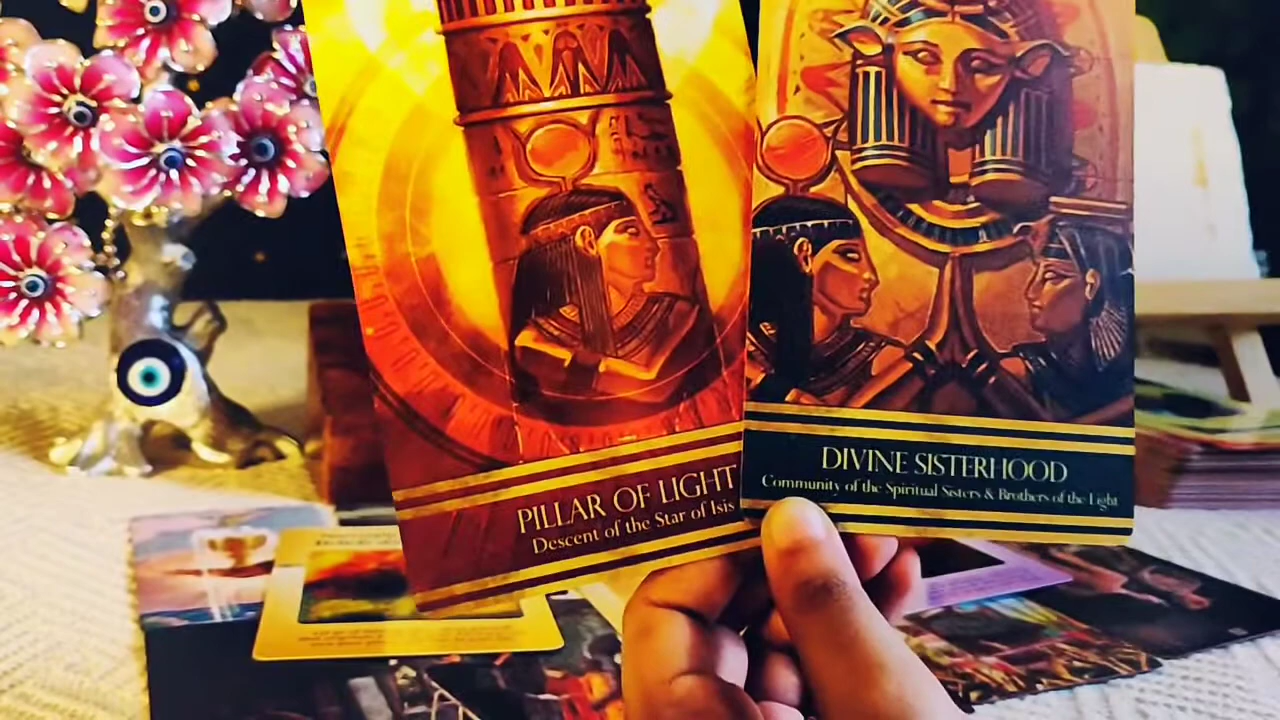 PILLAR OF LIGHT
Descent of the Star of Isis
DIVINE SISTERHOOD
Community of the Spiritual Sisters & Brothers of the Light